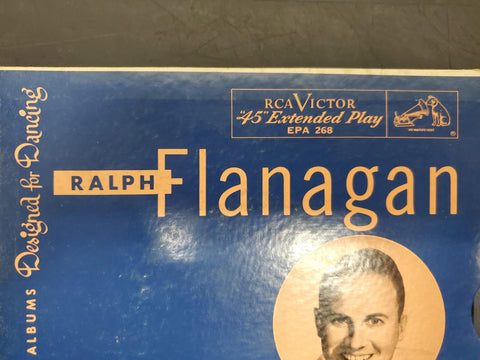 RCA VICTOR
"45" Extended Play
EPA 268
RALPH Flanagan
ALBUMS Designed for Dancing